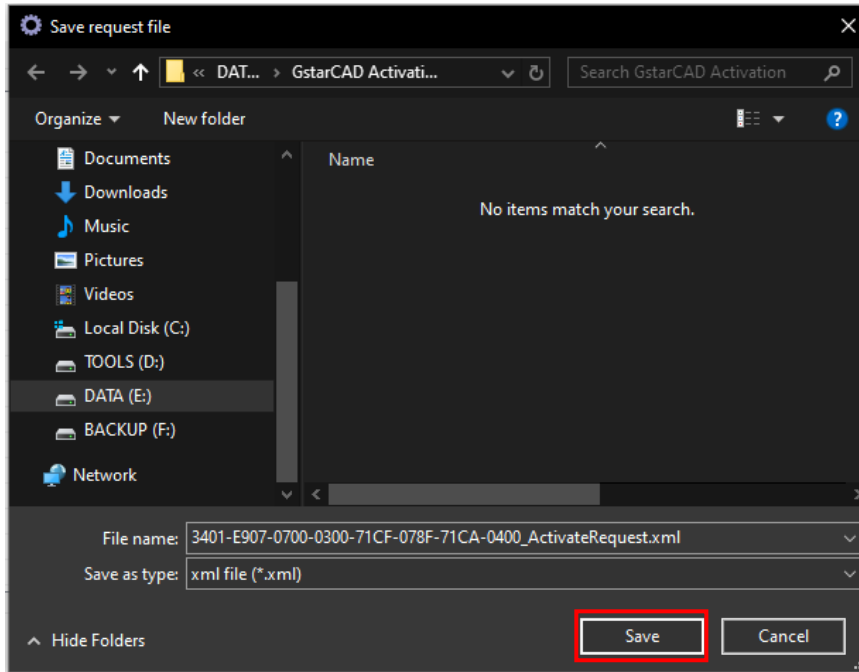 Save request file
« DAT... > GstarCAD Activati...
Search GstarCAD Activation
Organize
New folder
Documents
Downloads
Music
Pictures
Videos
Local Disk (C:)
TOOLS (D:)
DATA (E:)
BACKUP (F:)
Network
Name
No items match your search.
File name: 3401-E907-0700-0300-71CF-078F-71CA-0400_ActivateRequest.xml
Save as type: xml file (*.xml)
Hide Folders
Save
Cancel